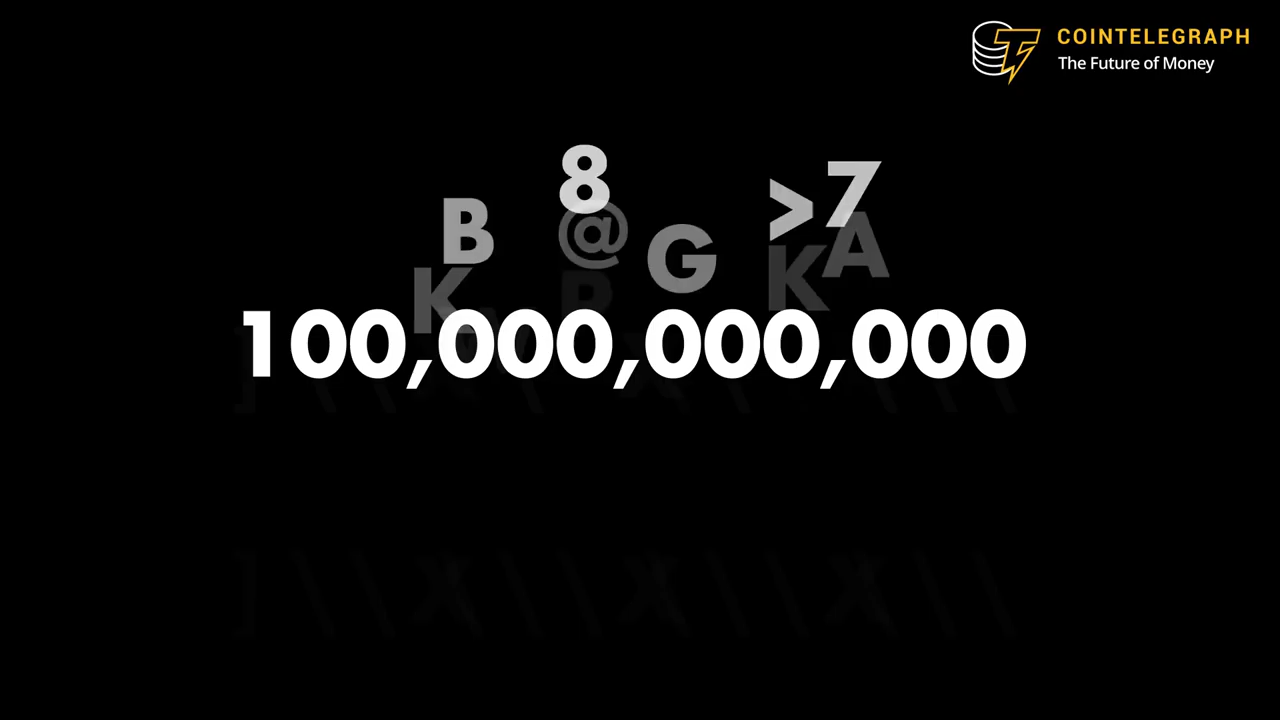 COINTELEGRAPH
The Future of Money
8
>7
B
@
G
A
K
K
100,000,000,000